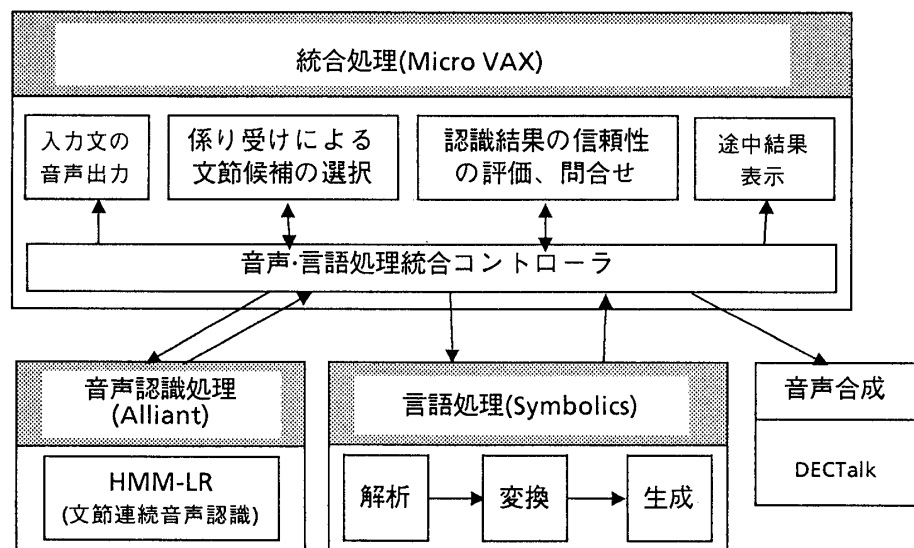 統合処理(Micro VAX)
入力文の
音声出力
係り受けによる
文節候補の選択
認識結果の信頼性
の評価、問合せ
途中結果
表示
音声・言語処理統合コントローラ
音声認識処理
(Alliant)
HMM-LR
(文節連続音声認識)
言語処理(Symbolics)
解析
変換
生成
音声合成
DECTalk